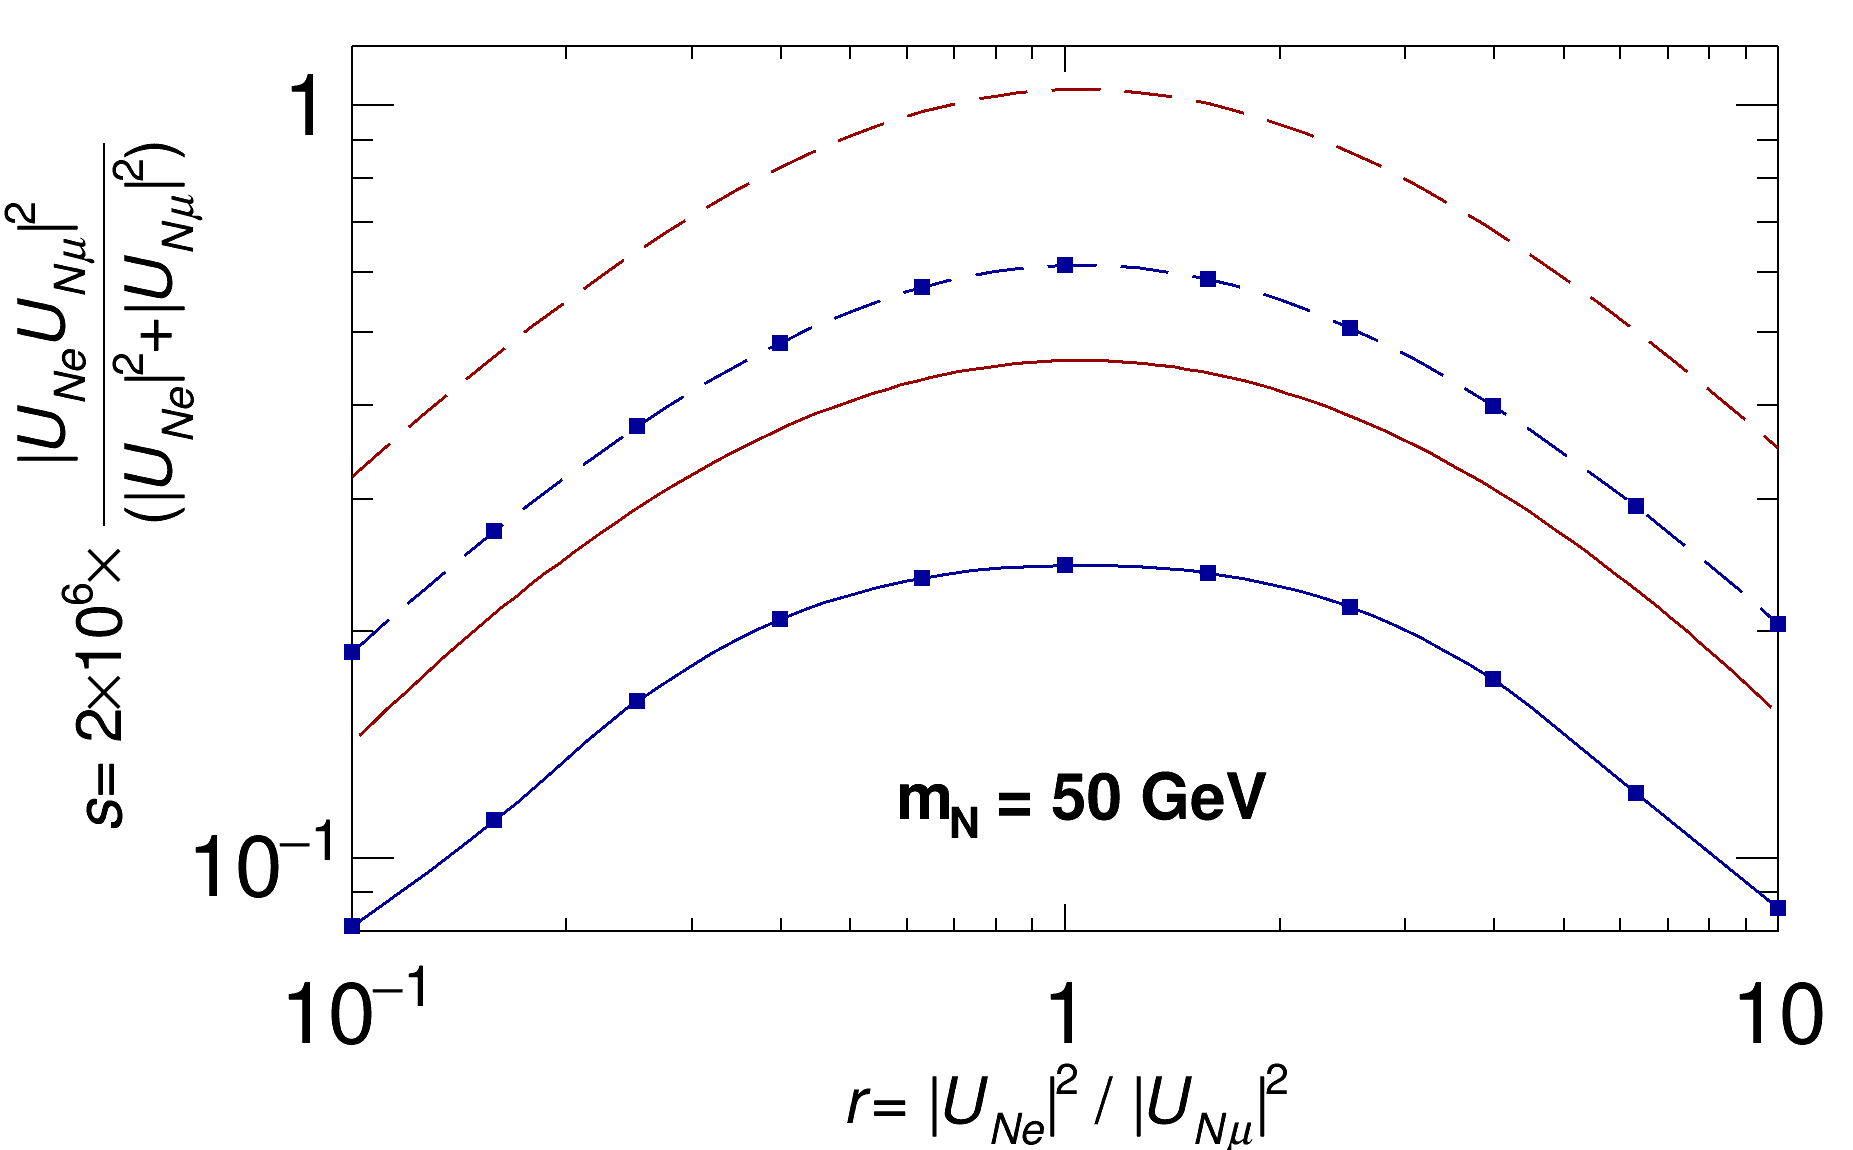 s= 2×10⁶× |U_Ne U_Nμ|² / (|U_Ne|²+|U_Nμ|²)
1
10⁻¹
m_N = 50 GeV
10⁻¹ 1 10
r= |U_Ne|² / |U_Nμ|²